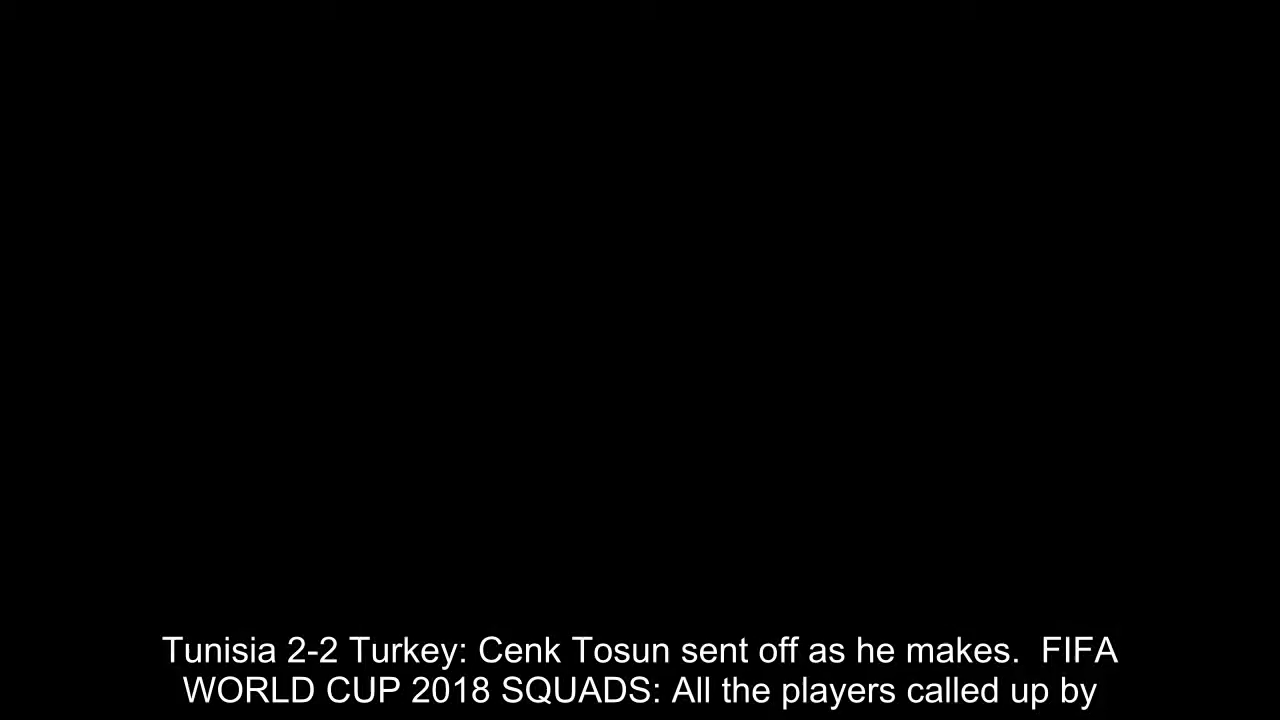 Tunisia 2-2 Turkey: Cenk Tosun sent off as he makes.  FIFA
WORLD CUP 2018 SQUADS: All the players called up by